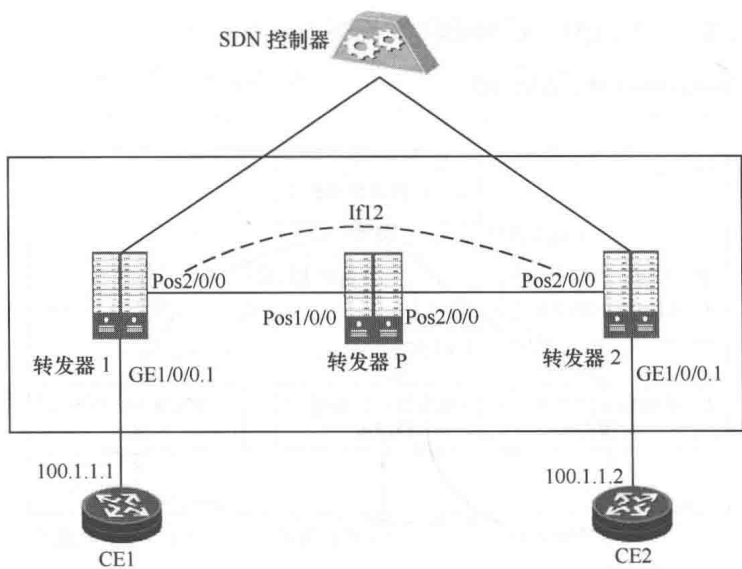 SDN 控制器
If12
Pos2/0/0
Pos2/0/0
Pos1/0/0
Pos2/0/0
转发器 1
转发器 P
转发器 2
GE1/0/0.1
GE1/0/0.1
100.1.1.1
100.1.1.2
CE1
CE2